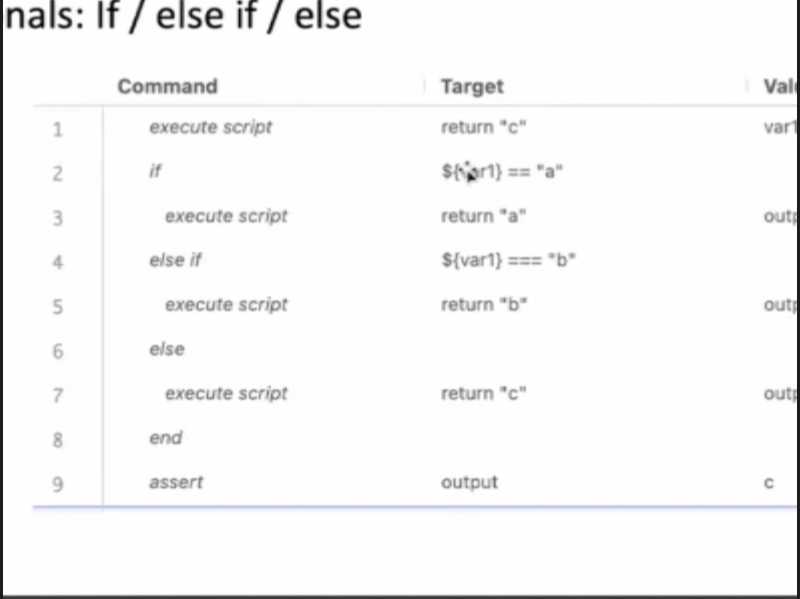 nals: If / else if / else
Command Target Val
1 execute script return "c" var1
2 if ${var1} == "a"
3 execute script return "a" outp
4 else if ${var1} === "b"
5 execute script return "b" outp
6 else
7 execute script return "c" outp
8 end
9 assert output c